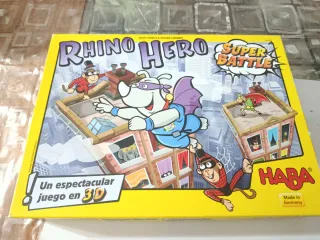 RHINO HERO
SUPER
BATTLE
Un espectacular
juego en 3D
HABA
Made in
Germany